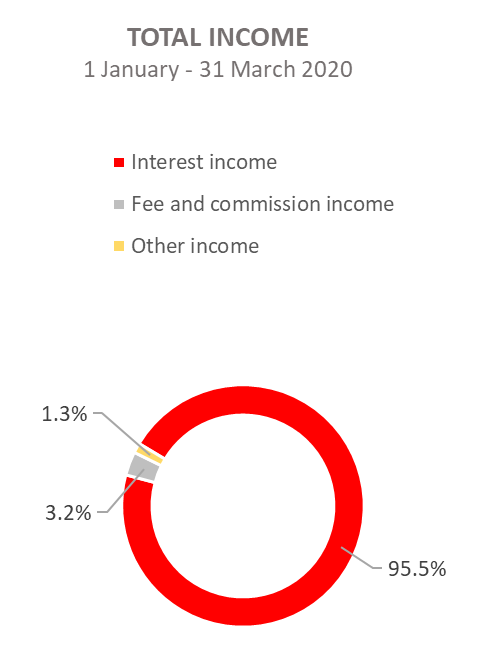 TOTAL INCOME
1 January - 31 March 2020
Interest income
Fee and commission income
Other income
1.3%
3.2%
95.5%